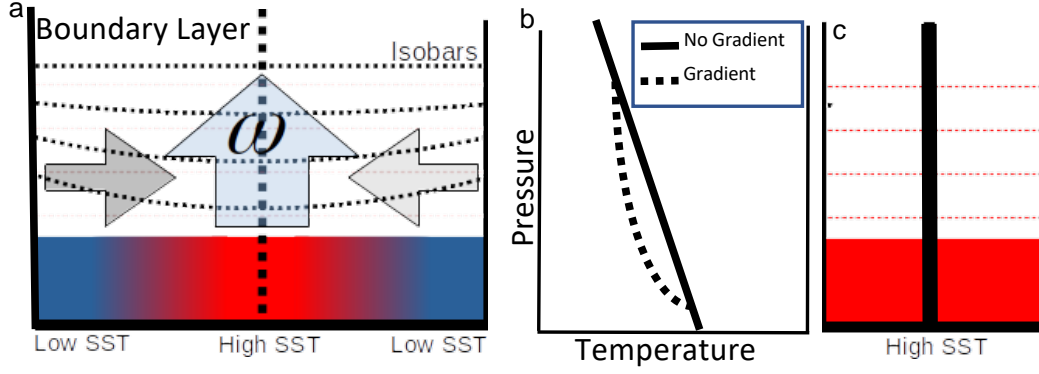 a
Boundary Layer
Isobars
ω
Low SST
High SST
Low SST
b
No Gradient
Gradient
Pressure
Temperature
c
High SST